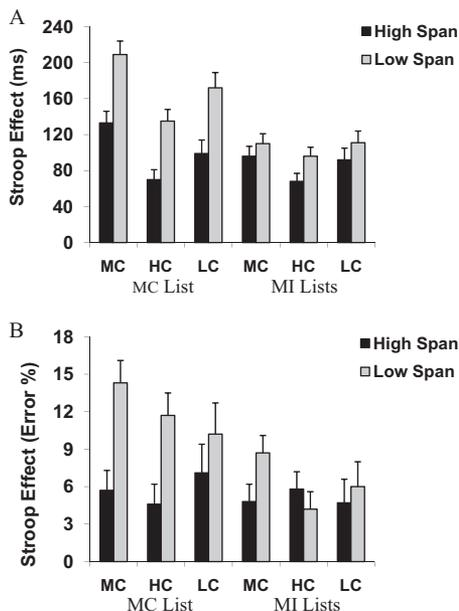 A
Stroop Effect (ms)
240
200
160
120
80
40
0
High Span
Low Span
MC HC LC MC HC LC
MC List MI Lists
B
Stroop Effect (Error %)
18
15
12
9
6
3
0
High Span
Low Span
MC HC LC MC HC LC
MC List MI Lists